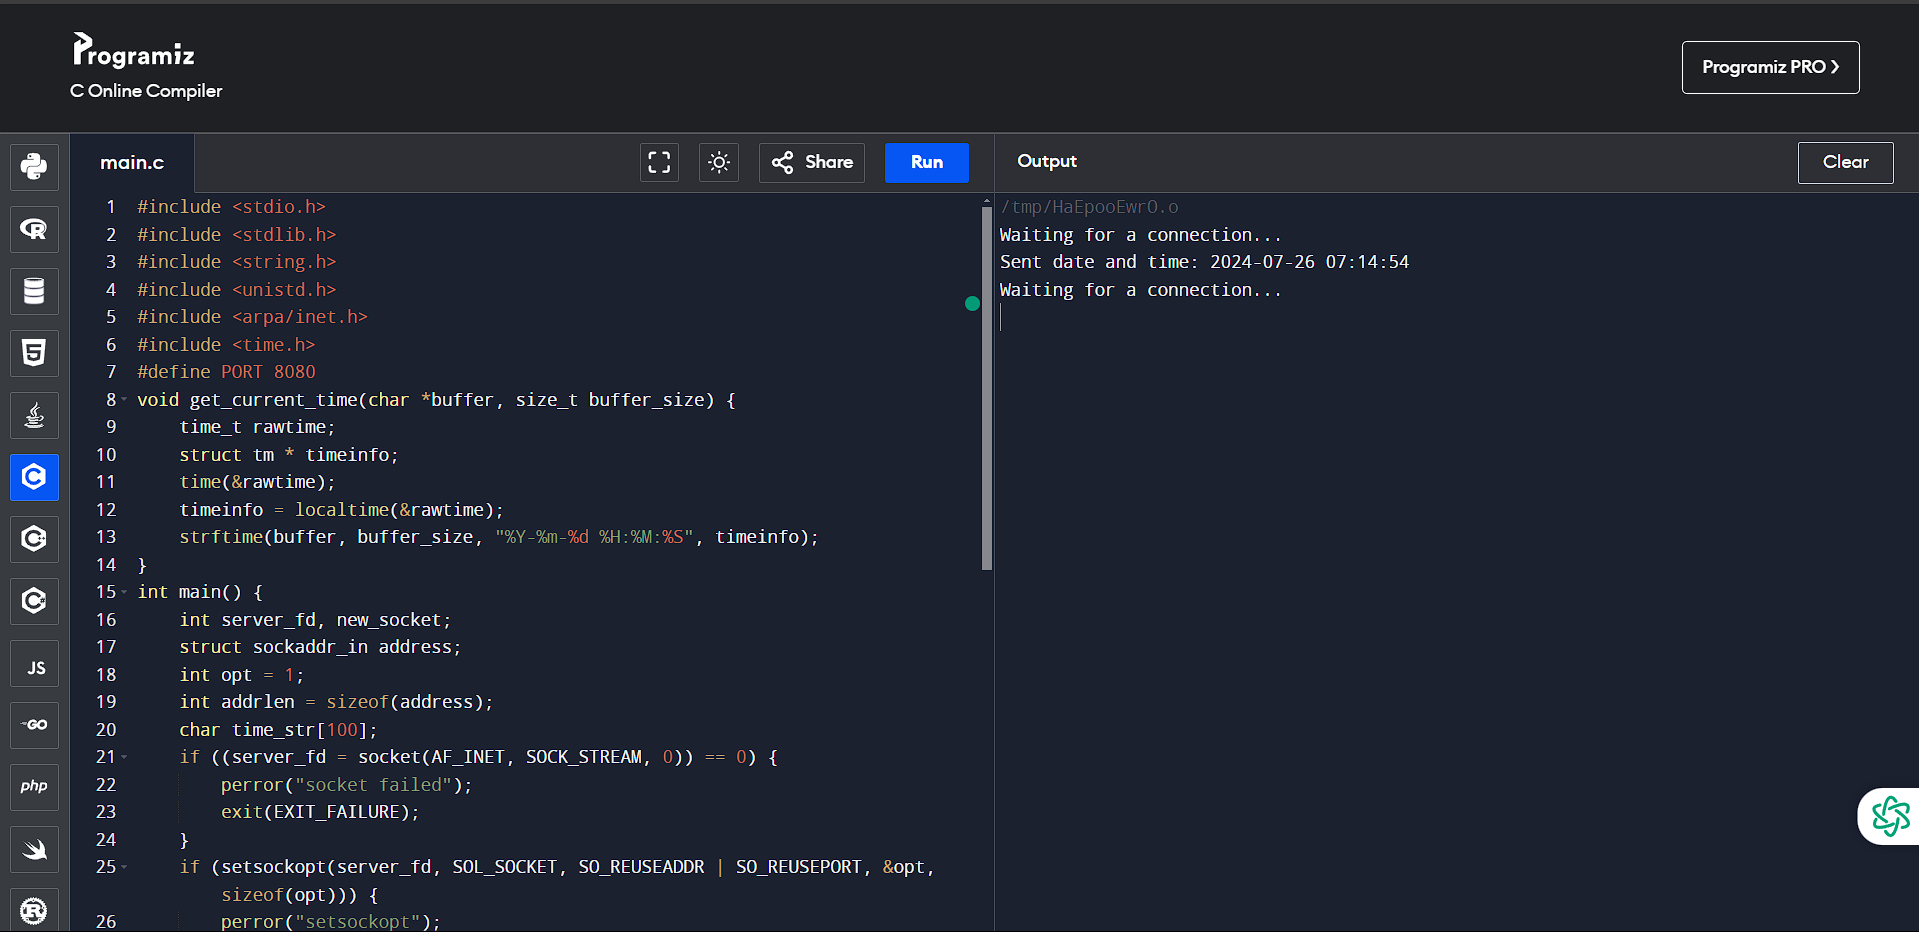 Programiz
C Online Compiler
Programiz PRO ❯
main.c
Share
Run
Output
Clear
1 #include <stdio.h>
2 #include <stdlib.h>
3 #include <string.h>
4 #include <unistd.h>
5 #include <arpa/inet.h>
6 #include <time.h>
7 #define PORT 8080
8 void get_current_time(char *buffer, size_t buffer_size) {
9 time_t rawtime;
10 struct tm * timeinfo;
11 time(&rawtime);
12 timeinfo = localtime(&rawtime);
13 strftime(buffer, buffer_size, "%Y-%m-%d %H:%M:%S", timeinfo);
14 }
15 int main() {
16 int server_fd, new_socket;
17 struct sockaddr_in address;
18 int opt = 1;
19 int addrlen = sizeof(address);
20 char time_str[100];
21 if ((server_fd = socket(AF_INET, SOCK_STREAM, 0)) == 0) {
22 perror("socket failed");
23 exit(EXIT_FAILURE);
24 }
25 if (setsockopt(server_fd, SOL_SOCKET, SO_REUSEADDR | SO_REUSEPORT, &opt,
sizeof(opt))) {
26 perror("setsockopt");
/tmp/HaEpooEwrO.o
Waiting for a connection...
Sent date and time: 2024-07-26 07:14:54
Waiting for a connection...
R
5
C
C
C
JS
GO
php
R